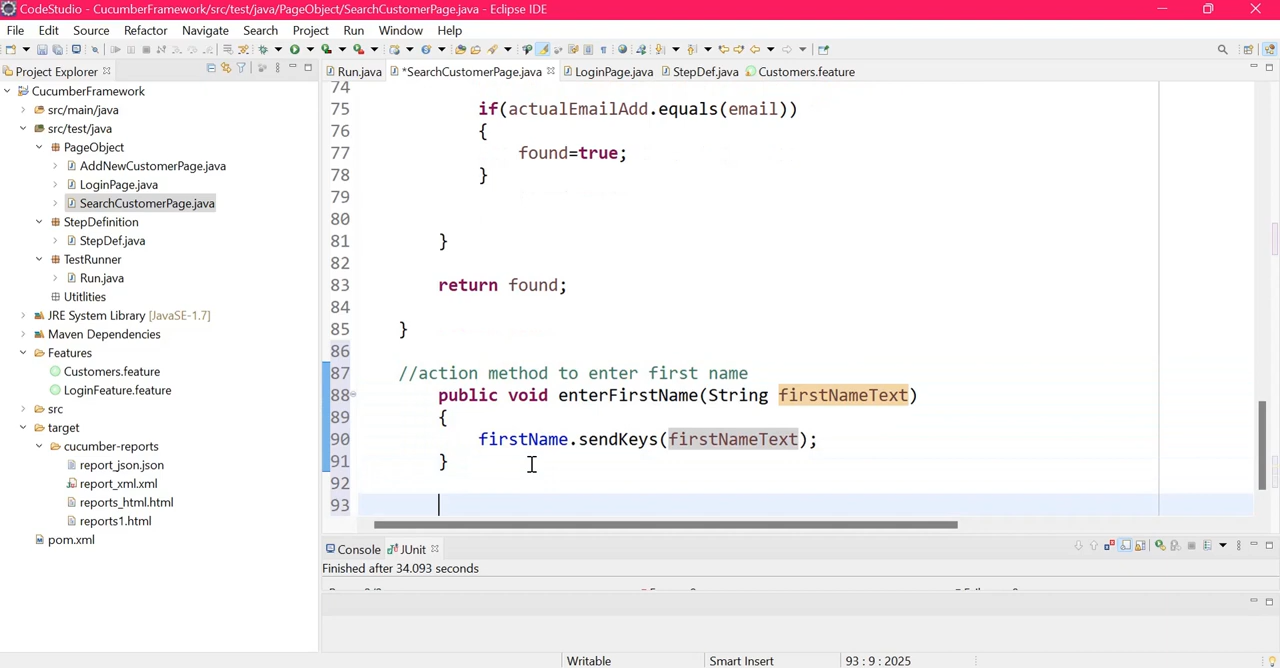 CodeStudio - CucumberFramework/src/test/java/PageObject/SearchCustomerPage.java - Eclipse IDE
File Edit Source Refactor Navigate Search Project Run Window Help
Project Explorer
CucumberFramework
src/main/java
src/test/java
PageObject
AddNewCustomerPage.java
LoginPage.java
SearchCustomerPage.java
StepDefinition
StepDef.java
TestRunner
Run.java
Utitlities
JRE System Library [JavaSE-1.7]
Maven Dependencies
Features
Customers.feature
LoginFeature.feature
src
target
cucumber-reports
report_json.json
report_xml.xml
reports_html.html
reports1.html
pom.xml
Run.java *SearchCustomerPage.java LoginPage.java StepDef.java Customers.feature
74
75 if(actualEmailAdd.equals(email))
76 {
77 found=true;
78 }
79
80
81 }
82
83 return found;
84
85 }
86
87 //action method to enter first name
88 public void enterFirstName(String firstNameText)
89 {
90 firstName.sendKeys(firstNameText);
91 }
92
93
Console JUnit
Finished after 34.093 seconds
Writable Smart Insert 93 : 9 : 2025